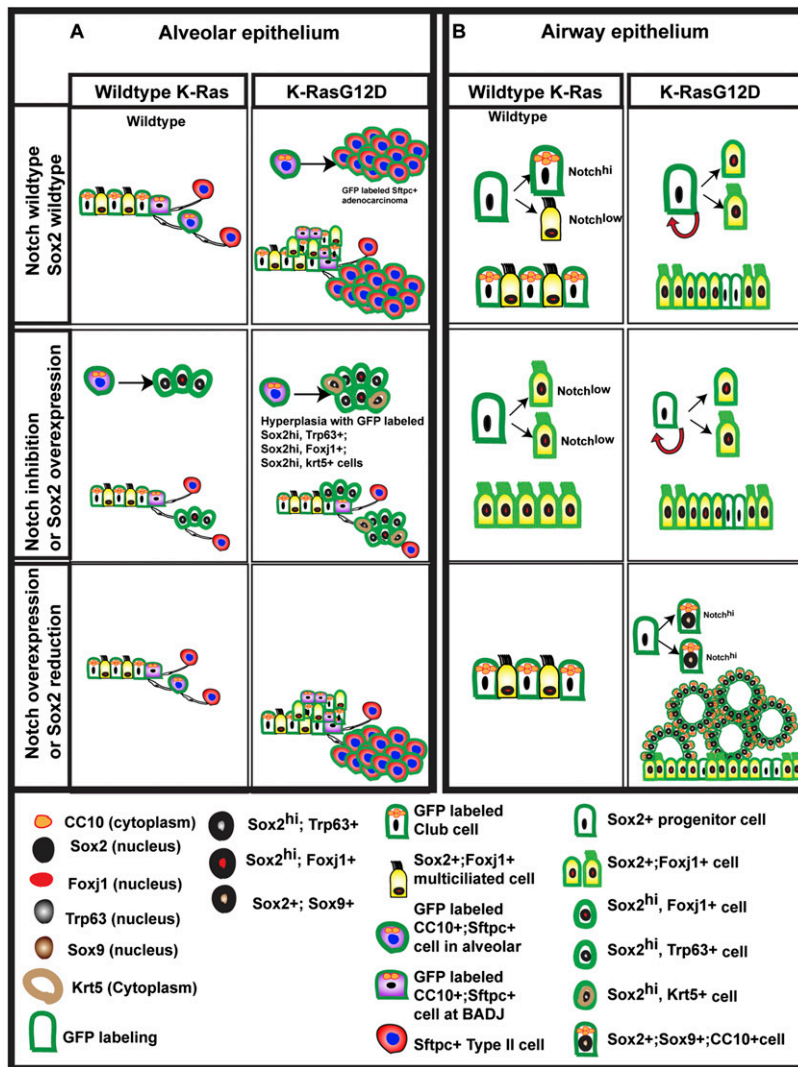 A
Alveolar epithelium
B
Airway epithelium
Wildtype K-Ras
K-RasG12D
Wildtype K-Ras
K-RasG12D
Notch wildtype
Sox2 wildtype
Wildtype
GFP labeled Sftpc+
adenocarcinoma
Wildtype
Notchhi
Notchlow
Notch inhibition
or Sox2 overexpression
Hyperplasia with GFP labeled
Sox2hi, Trp63+;
Sox2hi, Foxj1+;
Sox2hi, krt5+ cells
Notchlow
Notchlow
Notch overexpression
or Sox2 reduction
Notchhi
Notchhi
CC10 (cytoplasm)
Sox2 (nucleus)
Foxj1 (nucleus)
Trp63 (nucleus)
Sox9 (nucleus)
Krt5 (Cytoplasm)
GFP labeling
Sox2hi; Trp63+
Sox2hi; Foxj1+
Sox2+; Sox9+
GFP labeled
Club cell
Sox2+;Foxj1+
multiciliated cell
GFP labeled
CC10+;Sftpc+
cell in alveolar
GFP labeled
CC10+;Sftpc+
cell at BADJ
Sftpc+ Type II cell
Sox2+ progenitor cell
Sox2+;Foxj1+ cell
Sox2hi, Foxj1+ cell
Sox2hi, Trp63+ cell
Sox2hi, Krt5+ cell
Sox2+;Sox9+;CC10+cell